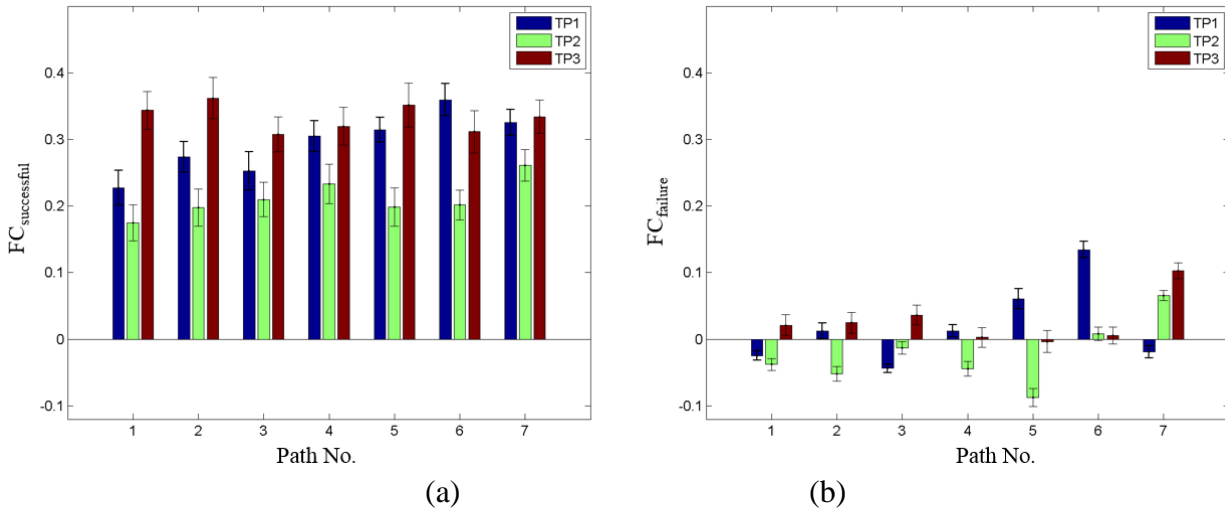 TP1
TP2
TP3
0.4
0.3
0.2
0.1
0
-0.1
FCsuccessful
1 2 3 4 5 6 7
Path No.
(a)
TP1
TP2
TP3
0.4
0.3
0.2
0.1
0
-0.1
FCfailure
1 2 3 4 5 6 7
Path No.
(b)